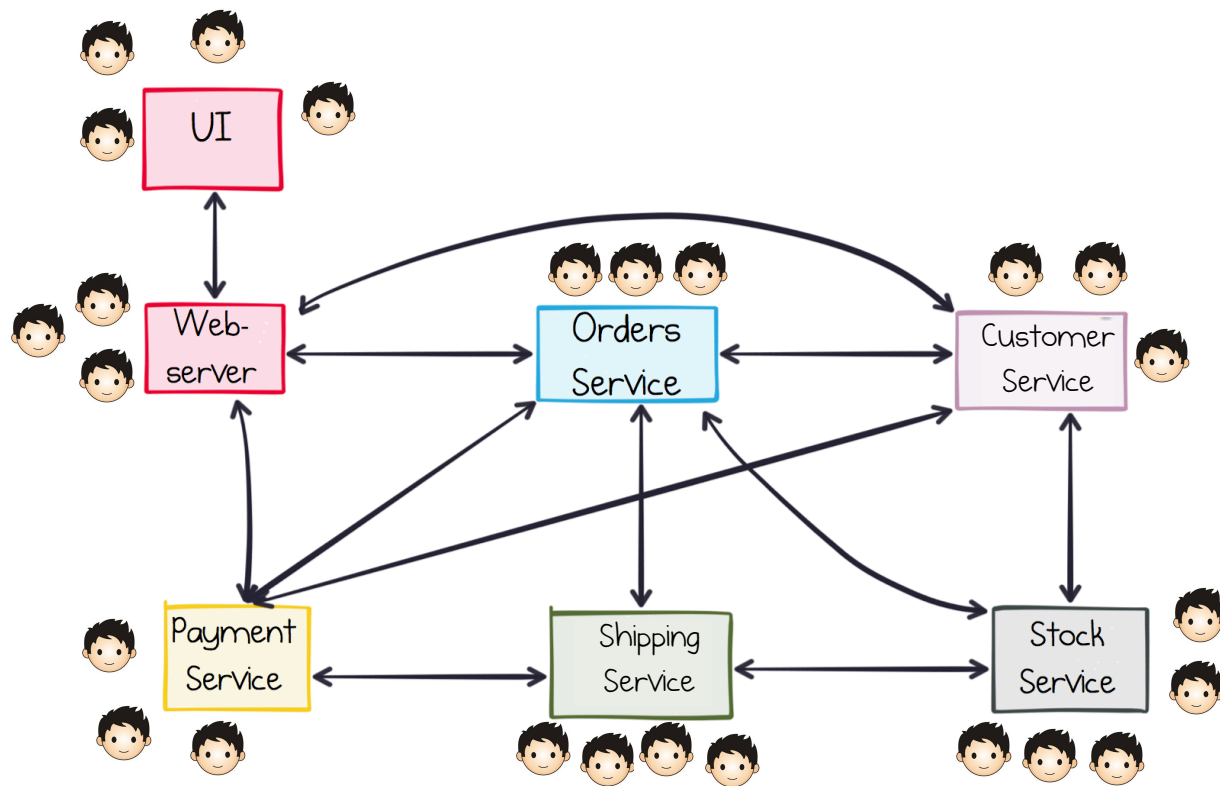 UI
Web-
server
Orders
Service
Customer
Service
Payment
Service
Shipping
Service
Stock
Service